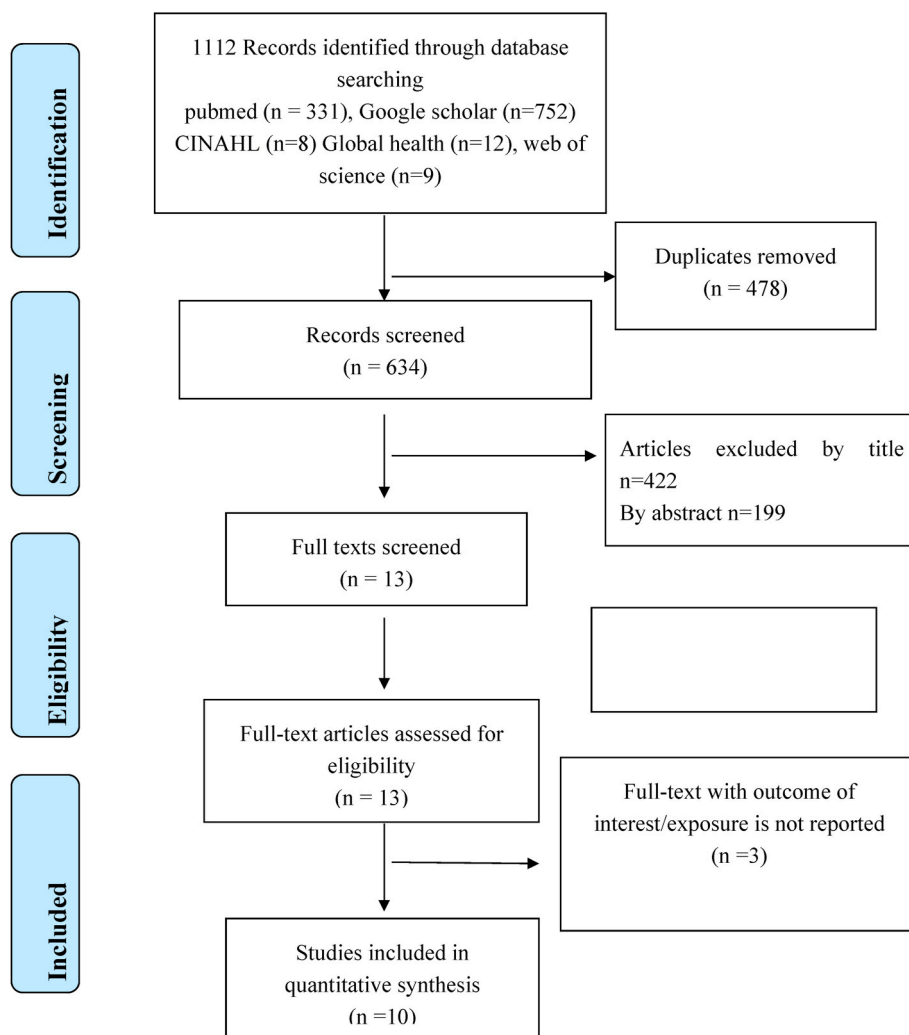 Identification
1112 Records identified through database
searching
pubmed (n = 331), Google scholar (n=752)
CINAHL (n=8) Global health (n=12), web of
science (n=9)
Duplicates removed
(n = 478)
Screening
Records screened
(n = 634)
Articles excluded by title
n=422
By abstract n=199
Eligibility
Full texts screened
(n = 13)
Full-text articles assessed for
eligibility
(n = 13)
Included
Full-text with outcome of
interest/exposure is not reported
(n =3)
Studies included in
quantitative synthesis
(n =10)